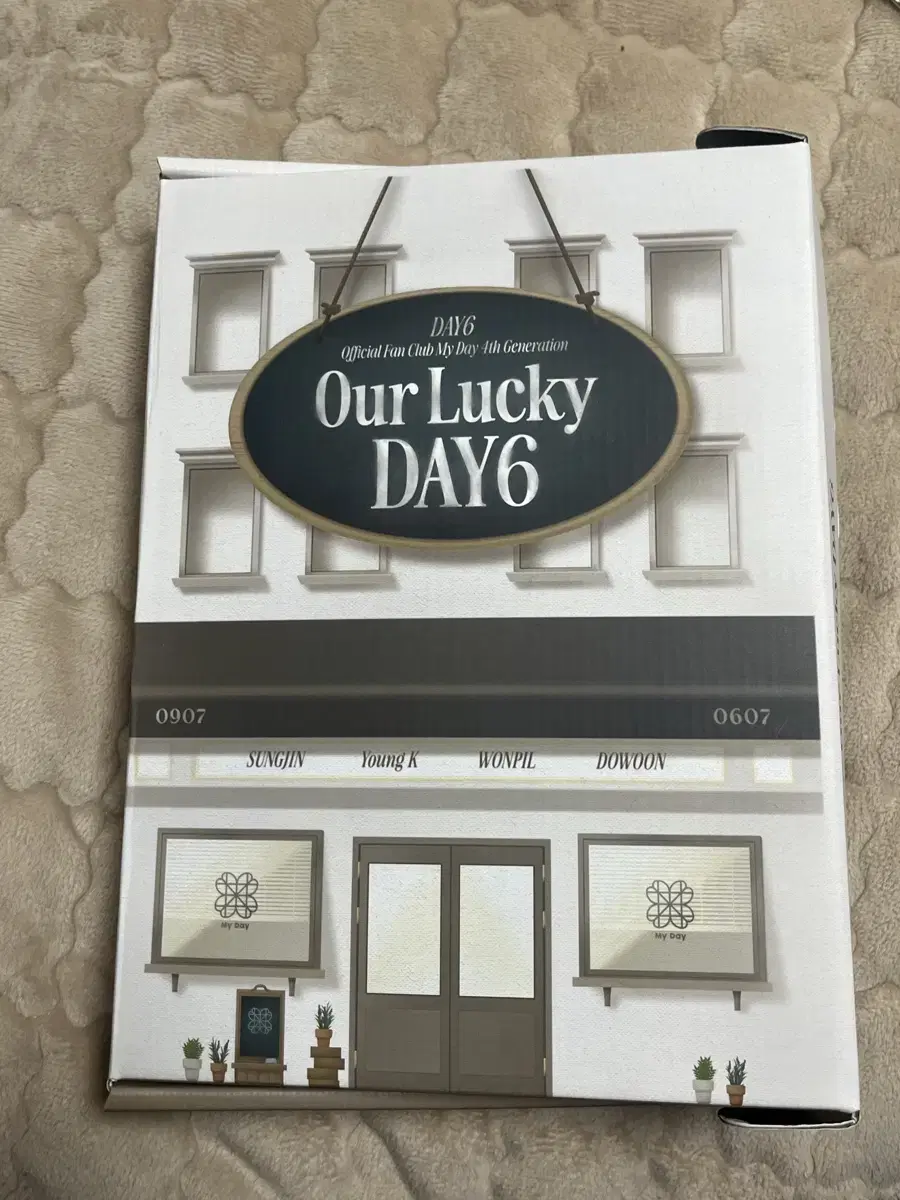 DAY6
Official Fan Club My Day 4th Generation
Our Lucky
DAY6
0907 0607
SUNGJIN Young K WONPIL DOWOON
My Day My Day